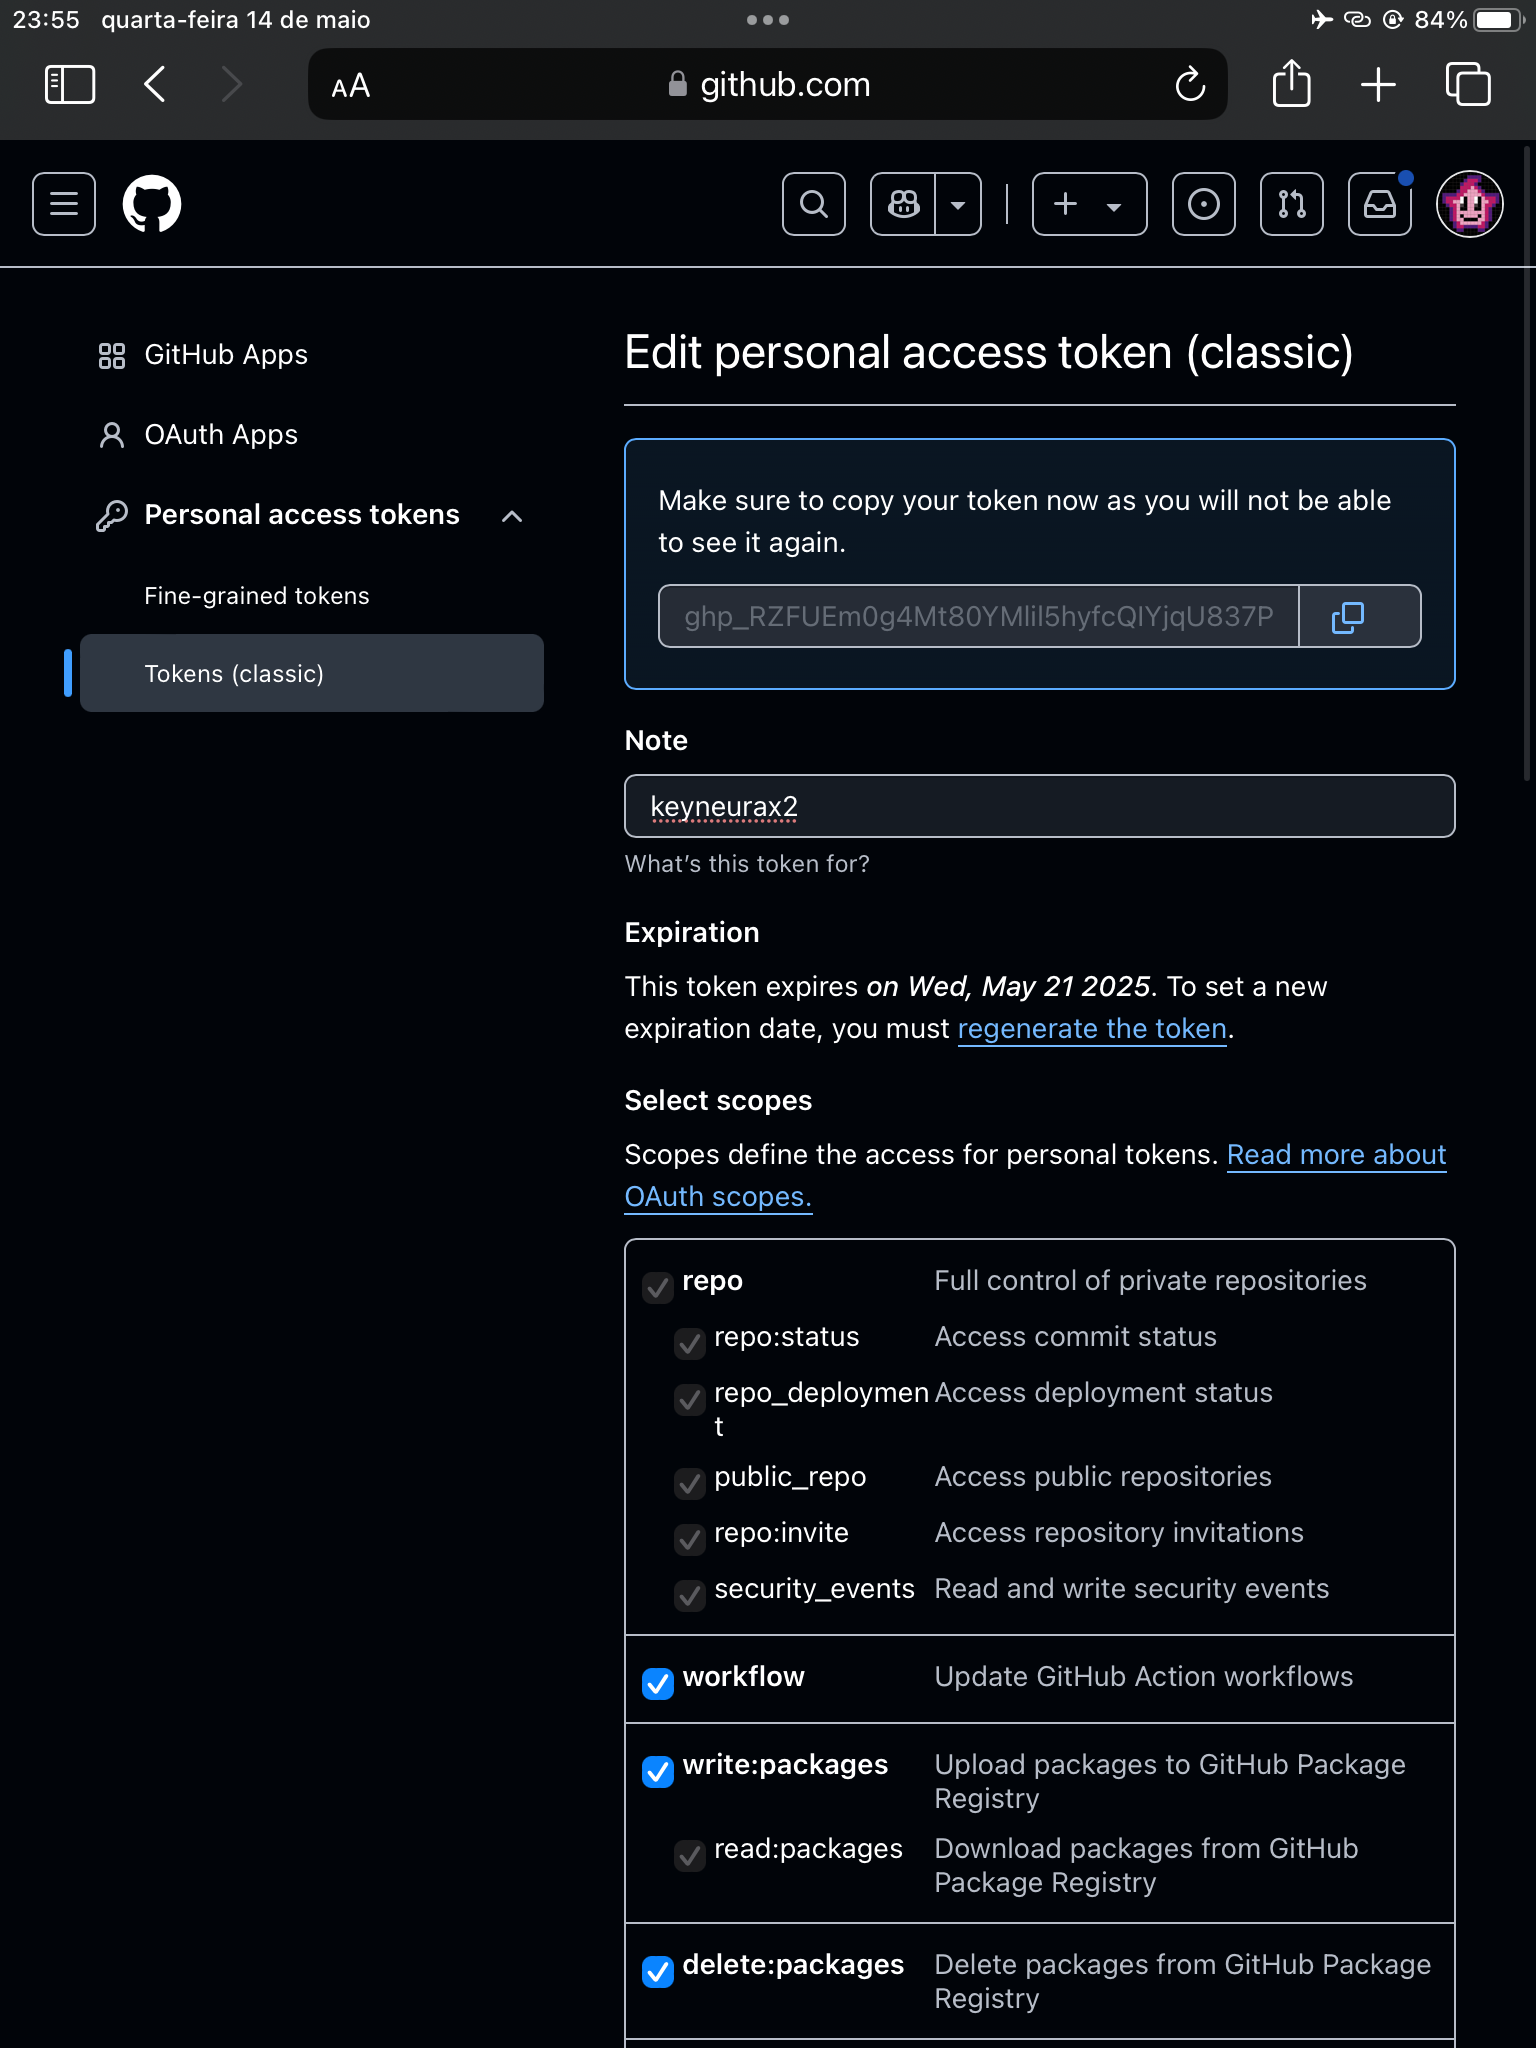 23:55 quarta-feira 14 de maio
84%
AA
github.com
GitHub Apps
OAuth Apps
Personal access tokens
Fine-grained tokens
Tokens (classic)
Edit personal access token (classic)
Make sure to copy your token now as you will not be able
to see it again.
Note
keyneurax2
What's this token for?
Expiration
This token expires on Wed, May 21 2025. To set a new
expiration date, you must regenerate the token.
Select scopes
Scopes define the access for personal tokens. Read more about
OAuth scopes.
repo Full control of private repositories
repo:status Access commit status
repo_deploymen Access deployment status
t
public_repo Access public repositories
repo:invite Access repository invitations
security_events Read and write security events
workflow Update GitHub Action workflows
write:packages Upload packages to GitHub Package
Registry
read:packages Download packages from GitHub
Package Registry
delete:packages Delete packages from GitHub Package
Registry